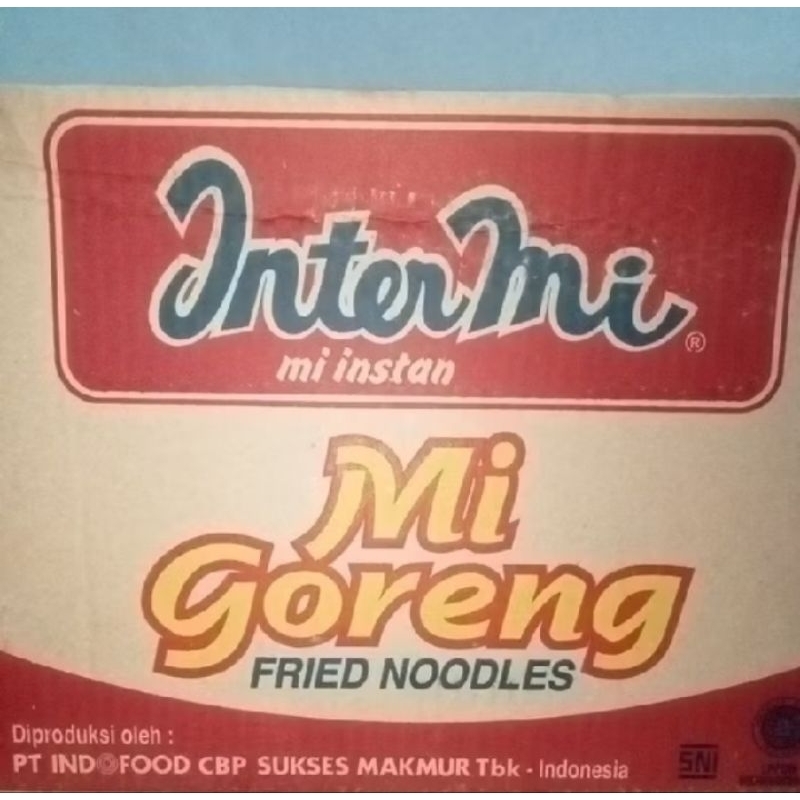 InterMi®
mi instan
Mi
Goreng
FRIED NOODLES
Diproduksi oleh :
PT INDOFOOD CBP SUKSES MAKMUR Tbk - Indonesia
SNI